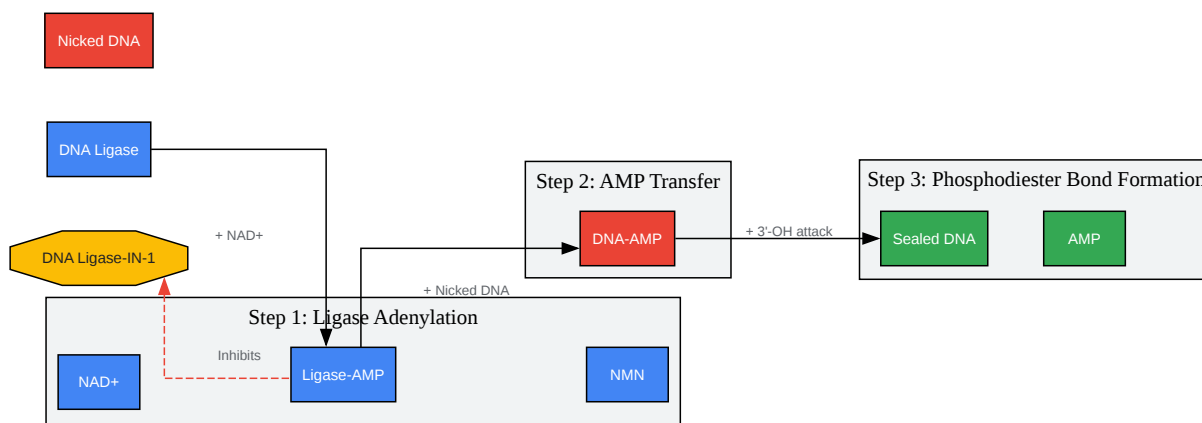 Nicked DNA
DNA Ligase
Step 2: AMP Transfer
Step 3: Phosphodiester Bond Formation
+ NAD+
DNA-AMP
+ 3'-OH attack
Sealed DNA
AMP
DNA Ligase-IN-1
+ Nicked DNA
Step 1: Ligase Adenylation
Inhibits
NAD+
Ligase-AMP
NMN